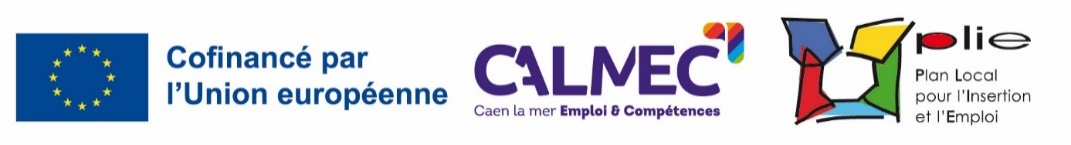 Cofinancé par
l'Union européenne
CALMEC
Caen la mer Emploi & Compétences
plie
Plan Local
pour l'Insertion
et l'Emploi